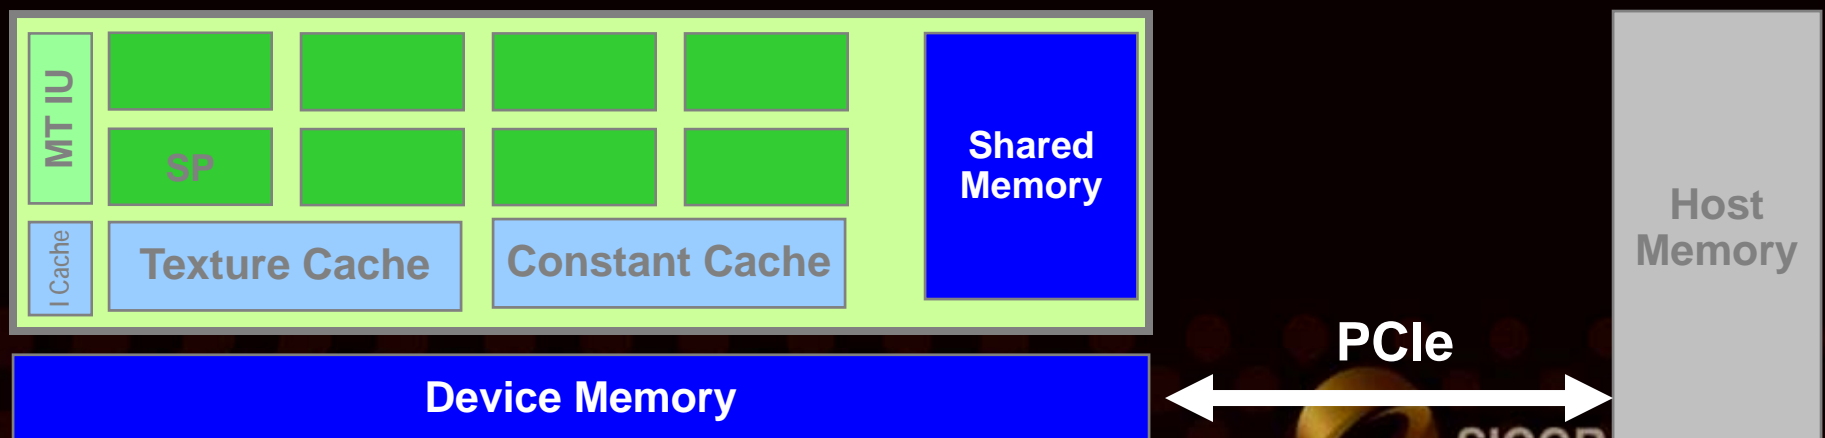 MT IU
SP
I Cache
Texture Cache
Constant Cache
Shared
Memory
Host
Memory
PCIe
Device Memory